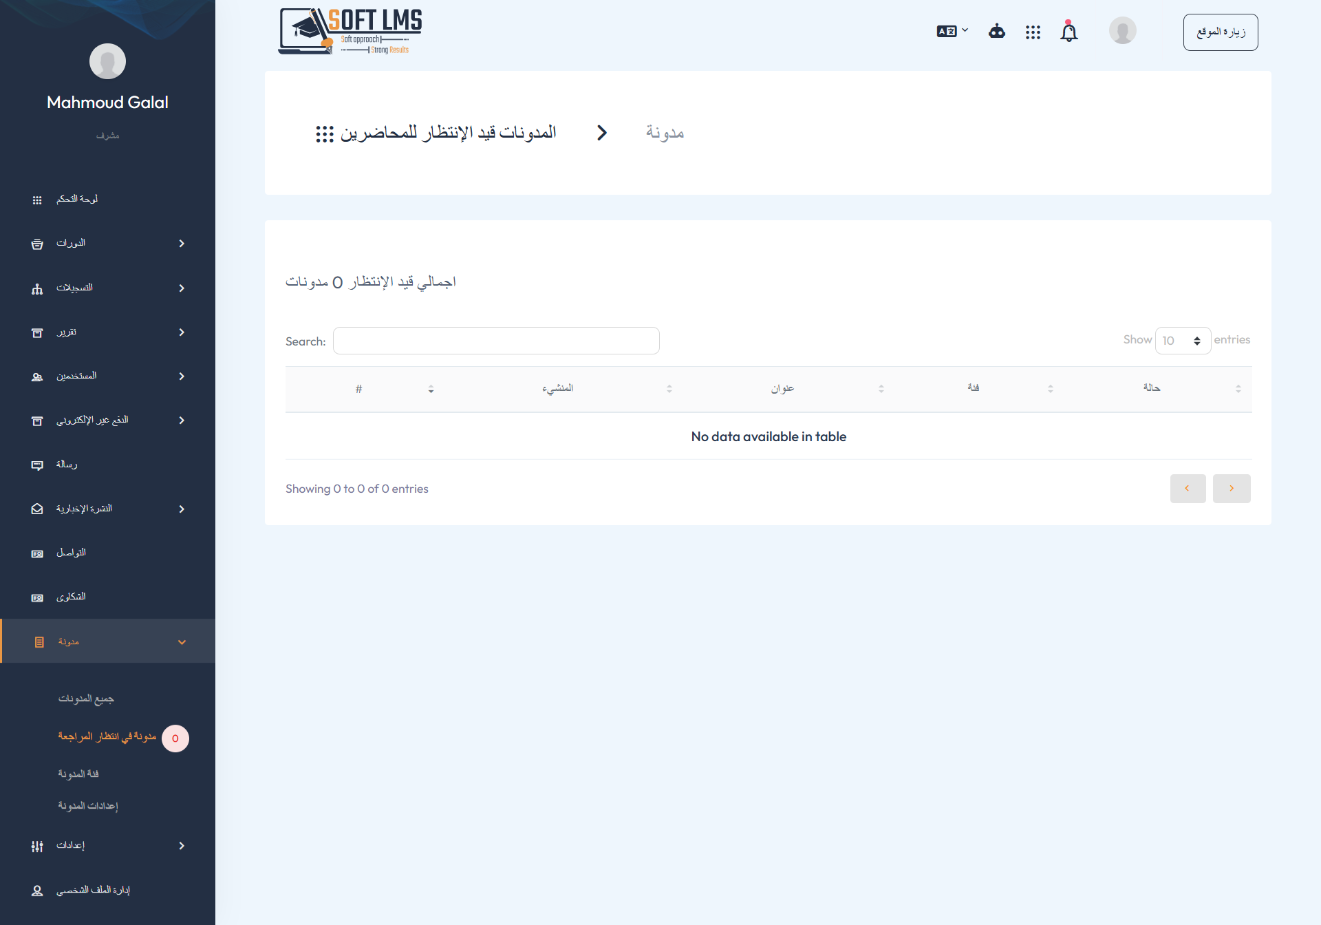 Mahmoud Galal
مشرف
لوحة التحكم
الدورات
التسجيلات
تقرير
المستخدمين
الدفع غير الإلكتروني
رسالة
النشرة الإخبارية
التواصل
الشكاوى
مدونة
جميع المدونات
مدونة في انتظار المراجعة 0
فئة المدونة
إعدادات المدونة
إعدادات
إدارة الملف الشخصي
SOFT LMS
Soft approach
Strong Results
زيارة الموقع
المدونات قيد الإنتظار للمحاضرين
مدونة
اجمالي قيد الإنتظار 0 مدونات
Search:
Show 10 entries
# المنشيء عنوان فئة حالة
No data available in table
Showing 0 to 0 of 0 entries